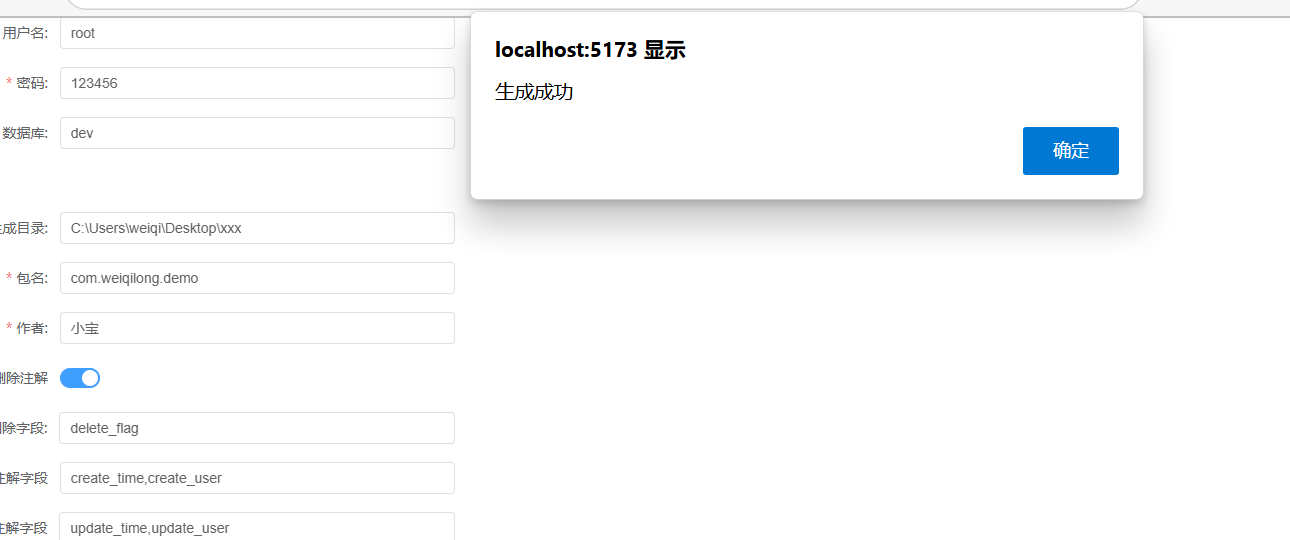 localhost:5173 显示
生成成功
确定
用户名: root
* 密码: 123456
数据库: dev
成目录: C:\Users\weiqi\Desktop\xxx
* 包名: com.weiqilong.demo
* 作者: 小宝
删除注解
除字段: delete_flag
注解字段 create_time,create_user
注解字段 update_time,update_user